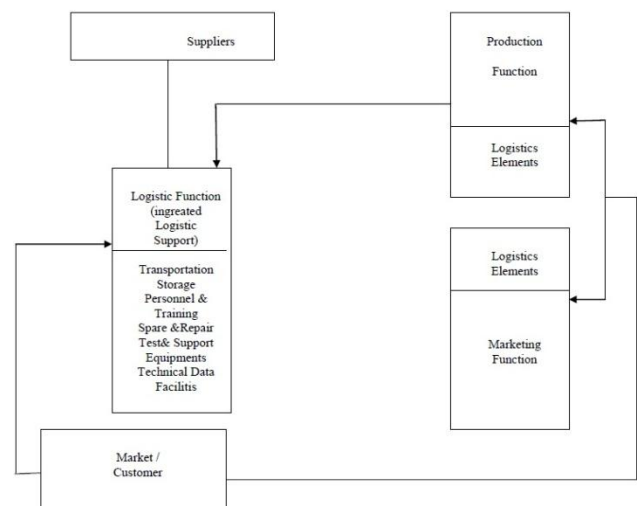 Suppliers
Production
Function
Logistics
Elements
Logistic Function
(ingreated
Logistic
Support)
Transportation
Storage
Personnel &
Training
Spare &Repair
Test& Support
Equipments
Technical Data
Facilitis
Logistics
Elements
Marketing
Function
Market /
Customer